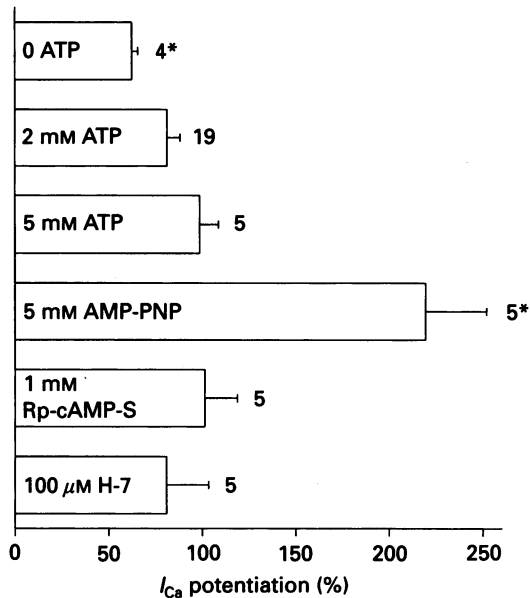 0 ATP 4*
2 mM ATP 19
5 mM ATP 5
5 mM AMP-PNP 5*
1 mM
Rp-cAMP-S 5
100 μM H-7 5
0 50 100 150 200 250
I_Ca potentiation (%)